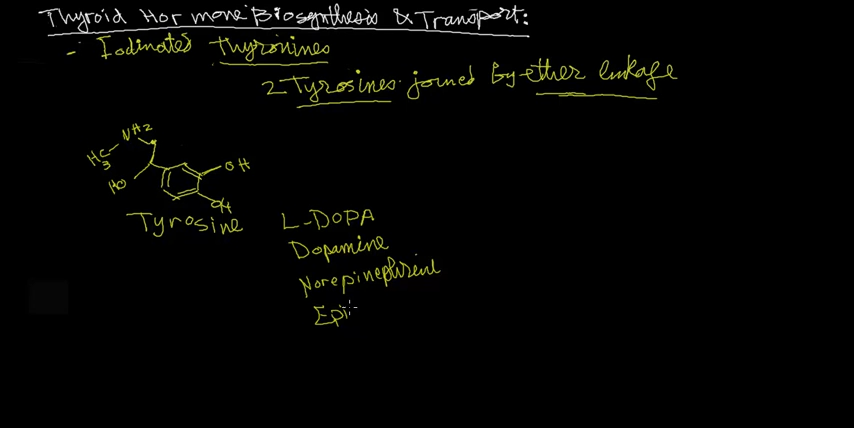 Thyroid Hormone Biosynthesis & Transport:
- Iodinated Thyronines
2 Tyrosines joined by ether linkage
NH2
H3C
HO
OH
OH
Tyrosine
L-DOPA
Dopamine
Norepinephrine
Epi